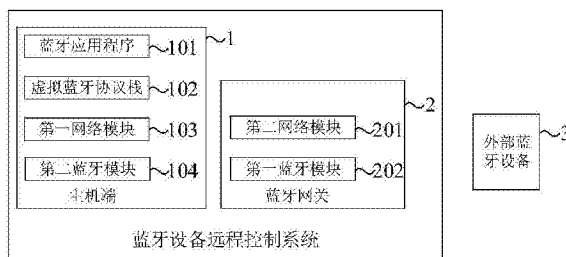 蓝牙应用程序 101
虚拟蓝牙协议栈 102
第一网络模块 103
第二蓝牙模块 104
主机端
1
第二网络模块 201
第一蓝牙模块 202
蓝牙网关
2
外部蓝
牙设备
3
蓝牙设备远程控制系统